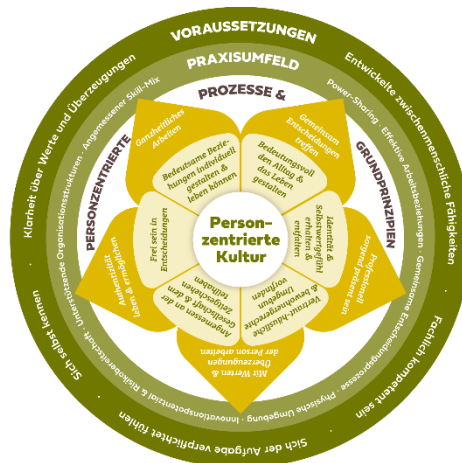 VORAUSSETZUNGEN
Entwickelte zwischenmenschliche Fähigkeiten
Fachlich kompetent sein
Sich der Aufgabe verpflichtet fühlen
Sich selbst kennen
Klarheit über Werte und Überzeugungen
PRAXISUMFELD
Power-Sharing · Effektive Arbeitsbeziehungen · Gemeinsame Entscheidungsprozesse · Physische Umgebung · Innovationspotenzial & Risikobereitschaft · Unterstützende Organisationsstrukturen · Angemessener Skill-Mix
PERSONZENTRIERTE
PROZESSE &
GRUNDPRINZIPIEN
Ganzheitliches
Arbeiten
Gemeinsam
Entscheidungen
treffen
Professionell
sorgend präsent sein
Mit Werten &
Überzeugungen
der Person arbeiten
Authentizität
leben & ermöglichen
Bedeutsame Bezie-
hungen individuell
gestalten &
leben können
Bedeutungsvoll
den Alltag &
das Leben
gestalten
Identität &
Selbstwertgefühl
erhalten &
entfalten
Vertraut-häusliche
& bewohnergerechte
Umgebung
vorfinden
Angemessen an der
Gesellschaft & dem
Zeitgeschehen
teilhaben
Frei sein in
Entscheidungen
Person-
zentrierte
Kultur